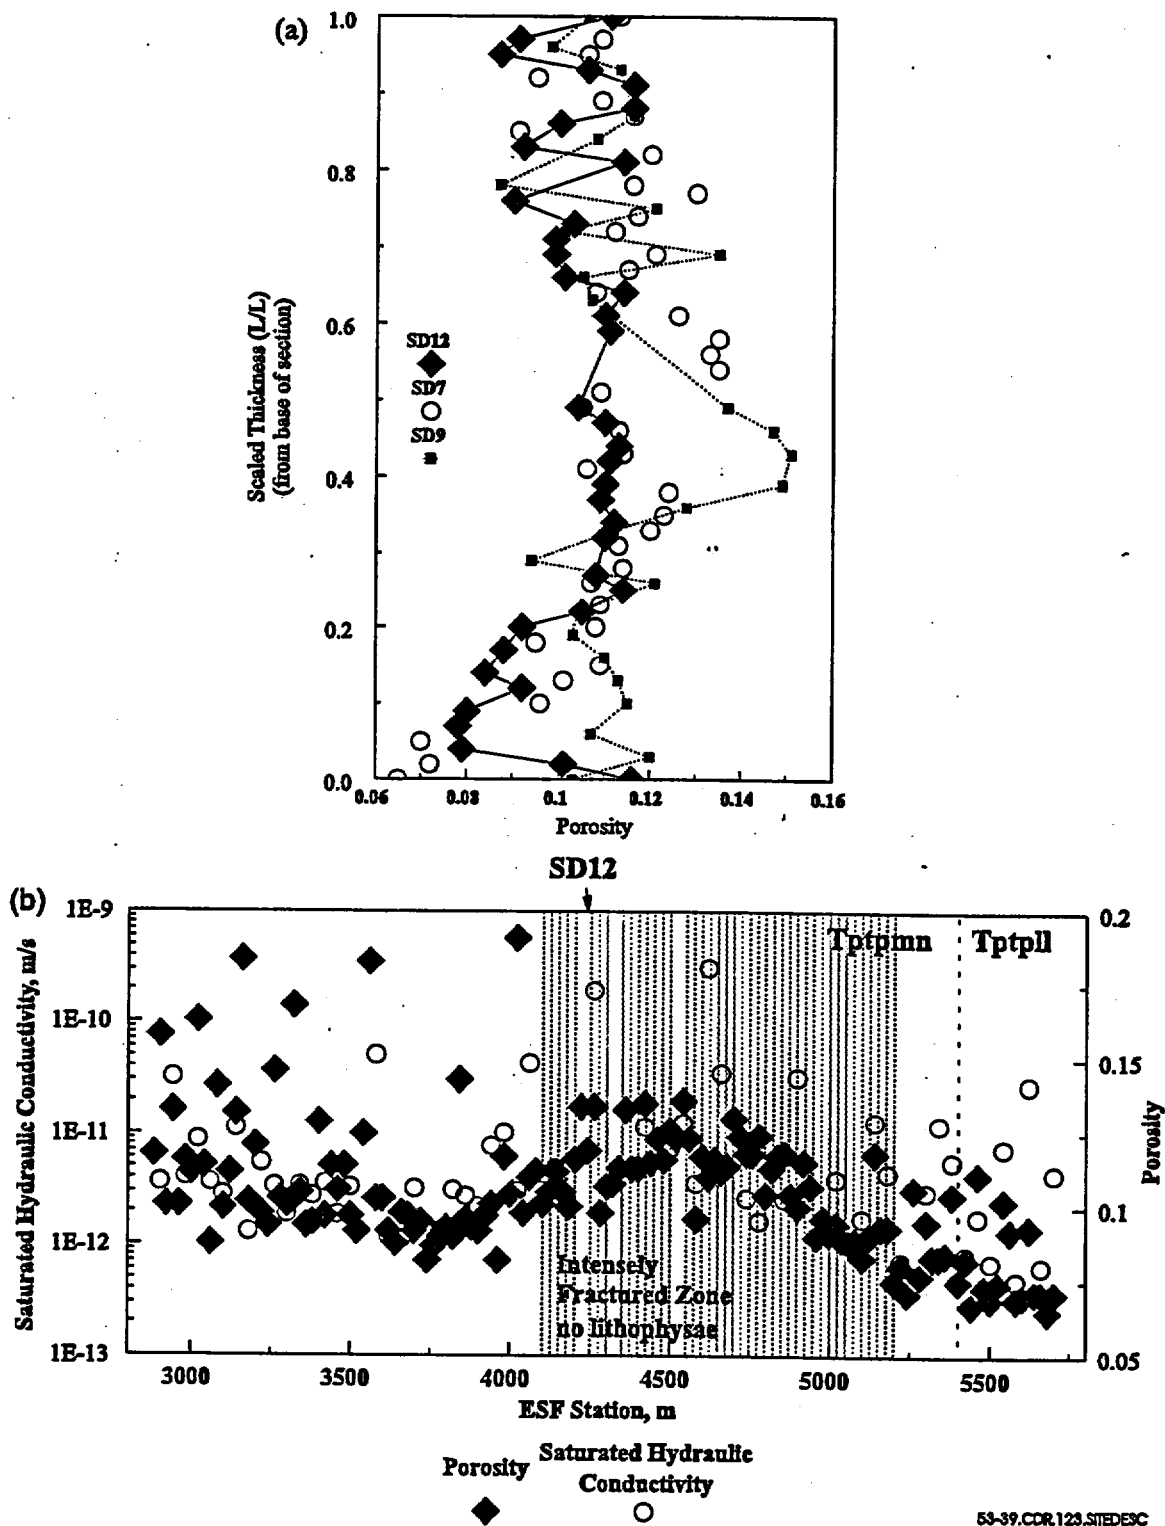 (a)
1.0
0.8
0.6
0.4
0.2
0.0
Scaled Thickness (L/L)
(from base of section)
SD12
SD7
SD9
0.06 0.08 0.1 0.12 0.14 0.16
Porosity
SD12
(b)
1E-9
1E-10
1E-11
1E-12
1E-13
Saturated Hydraulic Conductivity, m/s
Tptpmn Tptpll
Intensely
Fractured Zone
no lithophysae
0.2
0.15
0.1
0.05
Porosity
3000 3500 4000 4500 5000 5500
ESF Station, m
Porosity
Saturated Hydraulic
Conductivity
53-39.CDR.123.SITEDESC